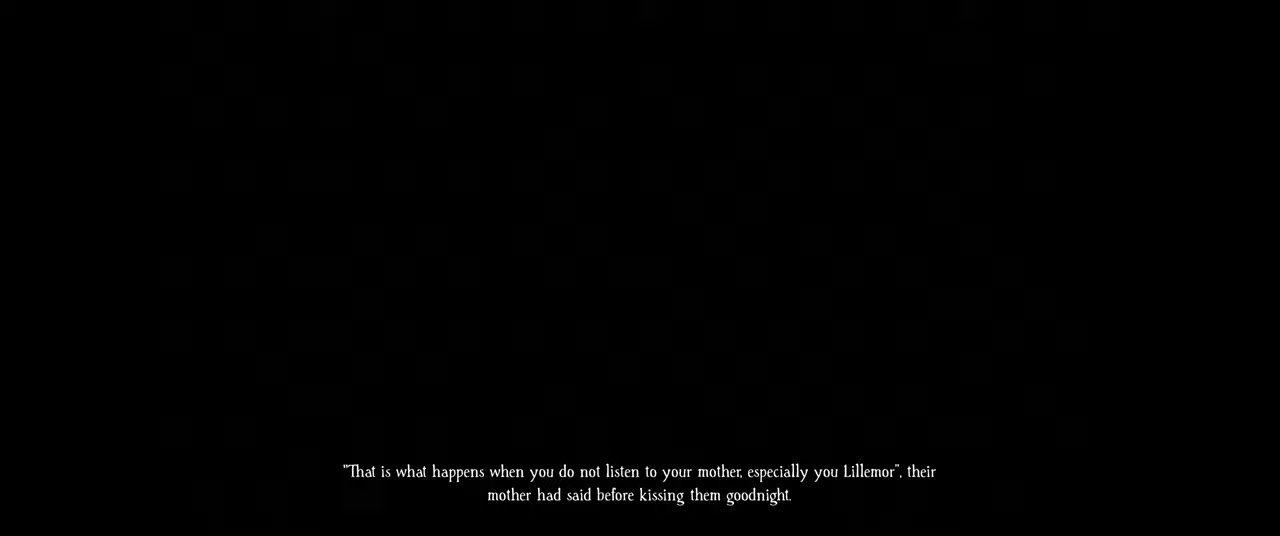 "That is what happens when you do not listen to your mother, especially you Lillemor", their
mother had said before kissing them goodnight.